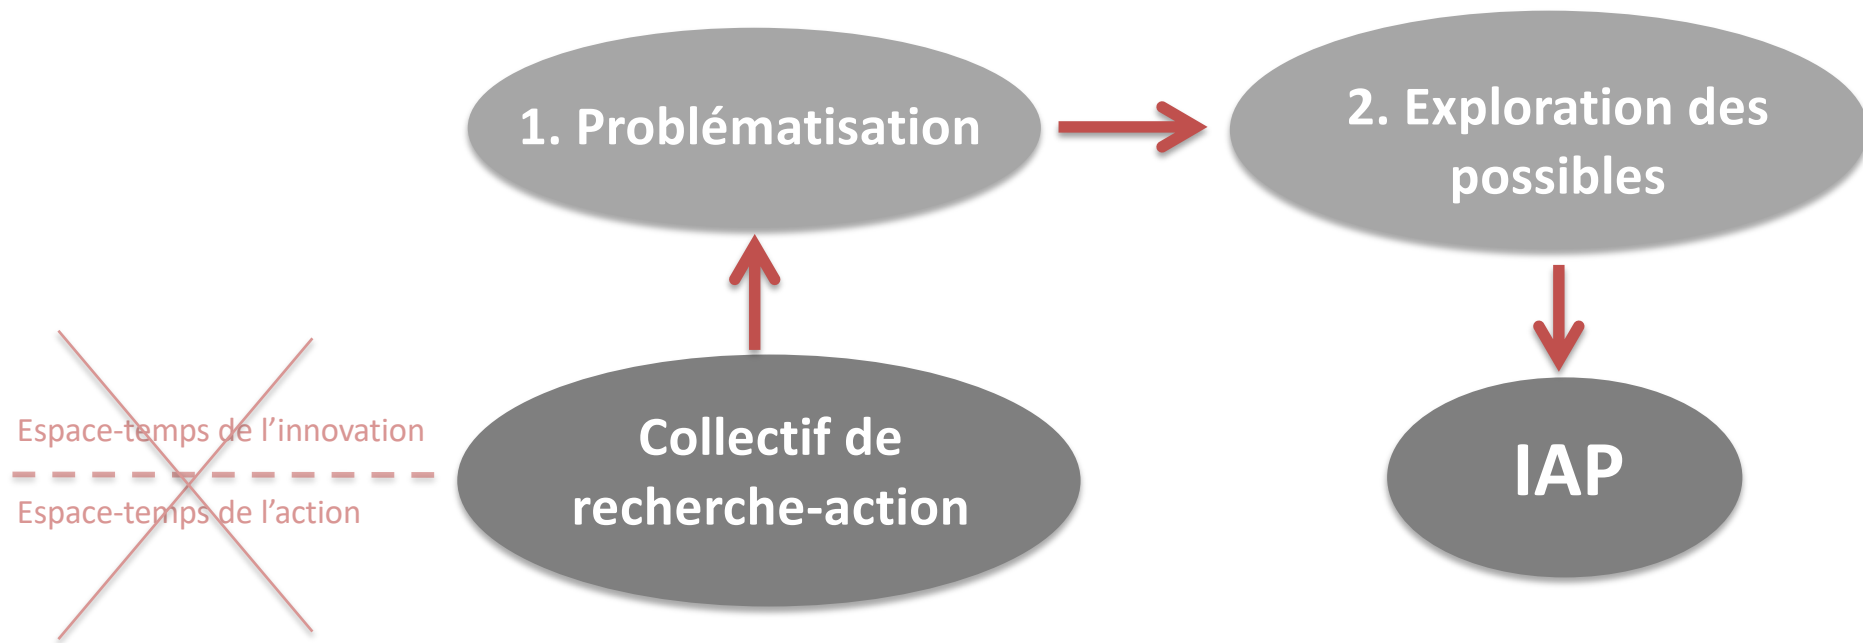 1. Problématisation
2. Exploration des
possibles
Espace-temps de l’innovation
Espace-temps de l’action
Collectif de
recherche-action
IAP